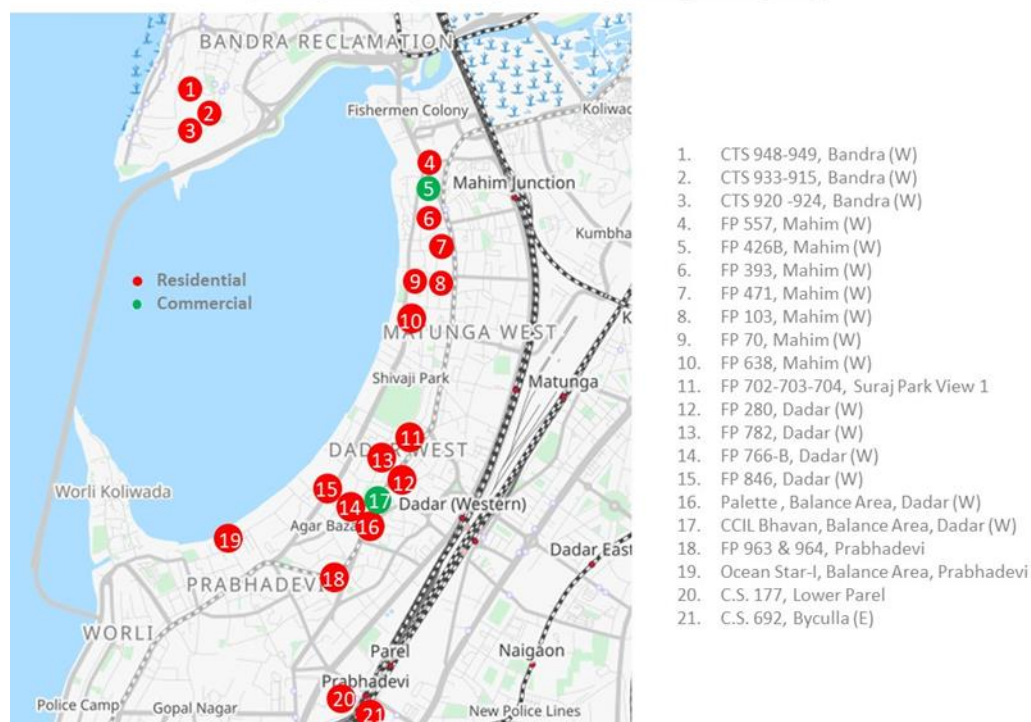 BANDRA RECLAMATION
1
2
3
Fishermen Colony
Koliwad
4
5
Mahim Junction
6
7
Kumbha
Residential
Commercial
9
8
10
MATUNGA WEST
K
Shivaji Park
Matunga
11
DADAR WEST
13
12
15
17
Worli Koliwada
14
Dadar (Western)
Agar Baza
16
19
Dadar East
18
PRABHADEVI
WORLI
Parel
Naigaon
Prabhadevi
20
Police Camp
Gopal Nagar
21
New Police Lines
1. CTS 948-949, Bandra (W)
2. CTS 933-915, Bandra (W)
3. CTS 920 -924, Bandra (W)
4. FP 557, Mahim (W)
5. FP 426B, Mahim (W)
6. FP 393, Mahim (W)
7. FP 471, Mahim (W)
8. FP 103, Mahim (W)
9. FP 70, Mahim (W)
10. FP 638, Mahim (W)
11. FP 702-703-704, Suraj Park View 1
12. FP 280, Dadar (W)
13. FP 782, Dadar (W)
14. FP 766-B, Dadar (W)
15. FP 846, Dadar (W)
16. Palette , Balance Area, Dadar (W)
17. CCIL Bhavan, Balance Area, Dadar (W)
18. FP 963 & 964, Prabhadevi
19. Ocean Star-I, Balance Area, Prabhadevi
20. C.S. 177, Lower Parel
21. C.S. 692, Byculla (E)